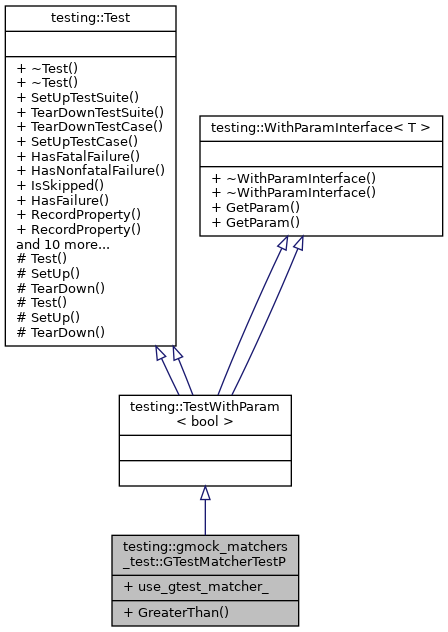 testing::Test
+ ~Test()
+ ~Test()
+ SetUpTestSuite()
+ TearDownTestSuite()
+ TearDownTestCase()
+ SetUpTestCase()
+ HasFatalFailure()
+ HasNonfatalFailure()
+ IsSkipped()
+ HasFailure()
+ RecordProperty()
+ RecordProperty()
and 10 more...
# Test()
# SetUp()
# TearDown()
# Test()
# SetUp()
# TearDown()
testing::WithParamInterface< T >
+ ~WithParamInterface()
+ ~WithParamInterface()
+ GetParam()
+ GetParam()
testing::TestWithParam
< bool >
testing::gmock_matchers
_test::GTestMatcherTestP
+ use_gtest_matcher_
+ GreaterThan()